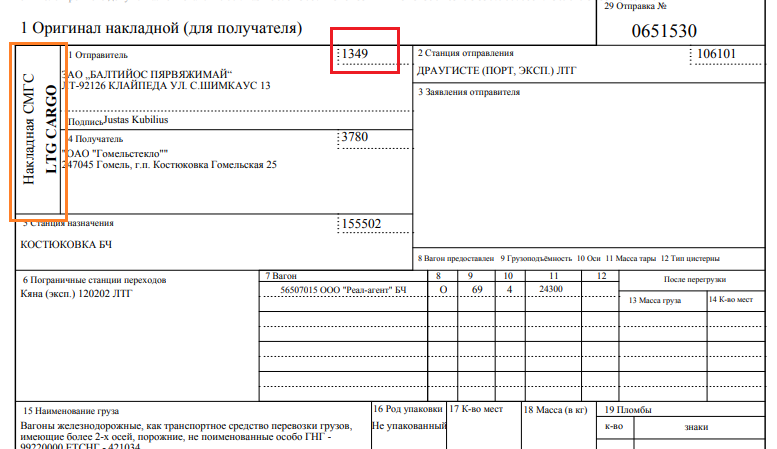 29 Отправка №
1 Оригинал накладной (для получателя)
0651530
Накладная СМГС
LTG CARGO
1 Отправитель
1349
ЗАО „БАЛТИЙОС ПЯРВЯЖИМАЙ“
ЛТ-92126 КЛАЙПЕДА УЛ. С.ШИМКАУС 13
Подпись Justas Kubilius
2 Станция отправления
106101
ДРАУГИСТЕ (ПОРТ, ЭКСП.) ЛТГ
3 Заявления отправителя
4 Получатель
3780
"ОАО "Гомельстекло""
247045 Гомель, г.п. Костюковка Гомельская 25
5 Станция назначения
155502
КОСТЮКОВКА БЧ
8 Вагон предоставлен 9 Грузоподъёмность 10 Оси 11 Масса тары 12 Тип цистерны
6 Пограничные станции переходов
Кяна (эксп.) 120202 ЛТГ
7 Вагон 8 9 10 11 12
После перегрузки
13 Масса груза 14 К-во мест
56507015 ООО "Реал-агент" БЧ О 69 4 24300
15 Наименование груза
Вагоны железнодорожные, как транспортное средство перевозки грузов,
имеющие более 2-х осей, порожние, не поименованные особо ГНГ -
99220000 ЕТСНГ - 421034
16 Род упаковки
Не упакованный
17 К-во мест
18 Масса (в кг)
19 Пломбы
к-во знаки